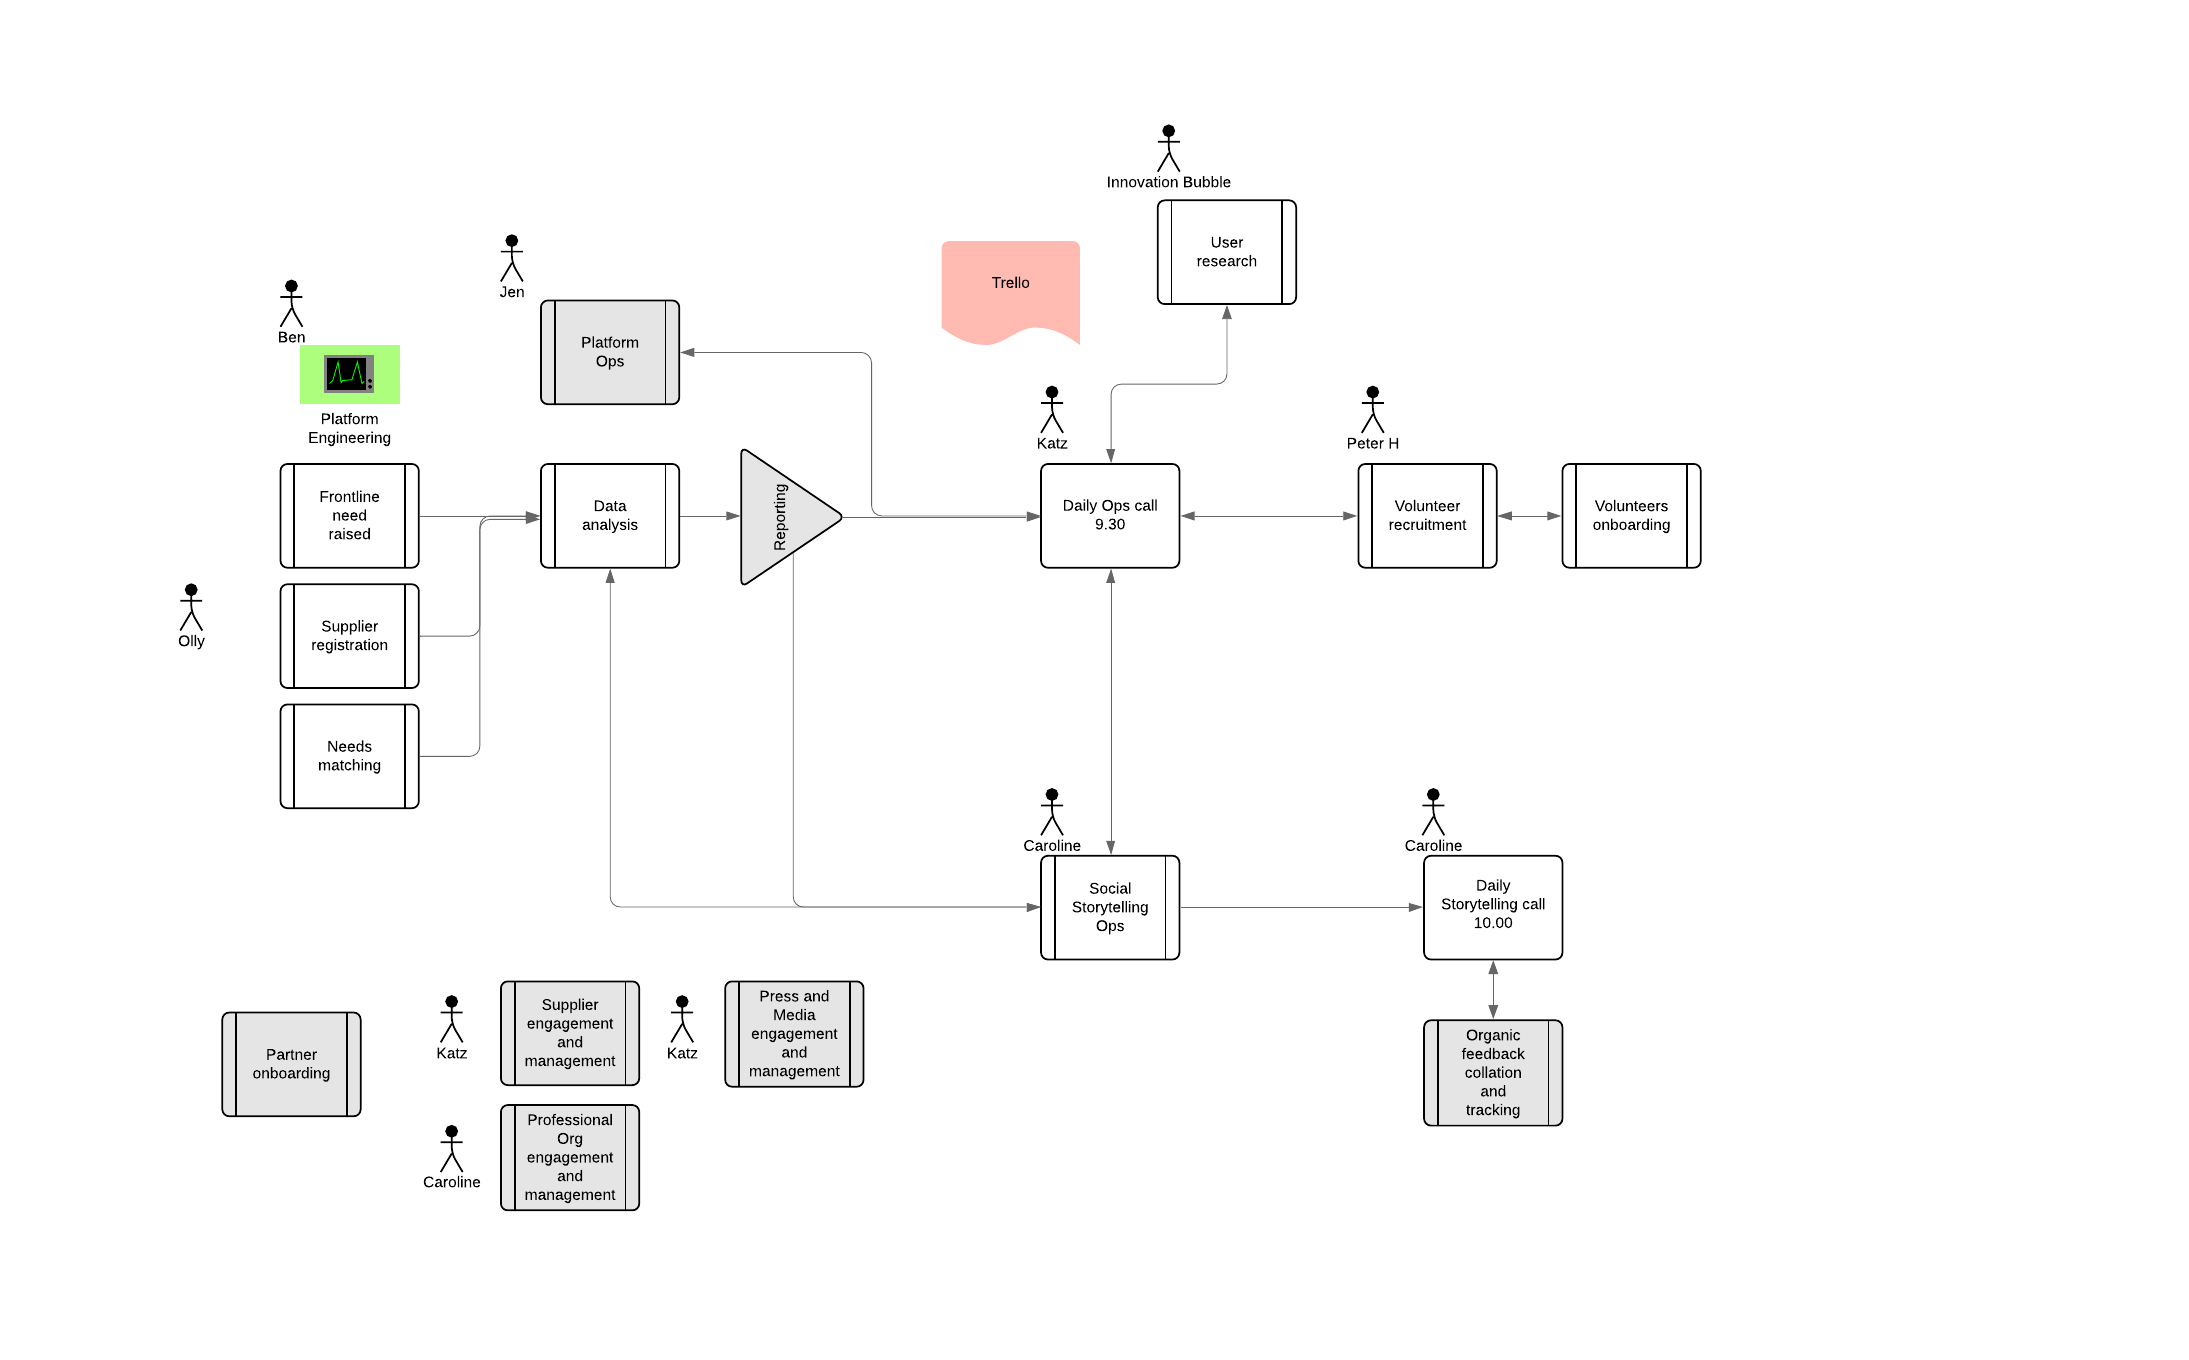 Innovation Bubble
User
research
Jen
Trello
Ben
Platform
Ops
Platform
Engineering
Katz
Peter H
Frontline
need
raised
Data
analysis
Reporting
Daily Ops call
9.30
Volunteer
recruitment
Volunteers
onboarding
Olly
Supplier
registration
Needs
matching
Caroline
Social
Storytelling
Ops
Caroline
Daily
Storytelling call
10.00
Partner
onboarding
Katz
Supplier
engagement
and
management
Katz
Press and
Media
engagement
and
management
Organic
feedback
collation
and
tracking
Caroline
Professional
Org
engagement
and
management